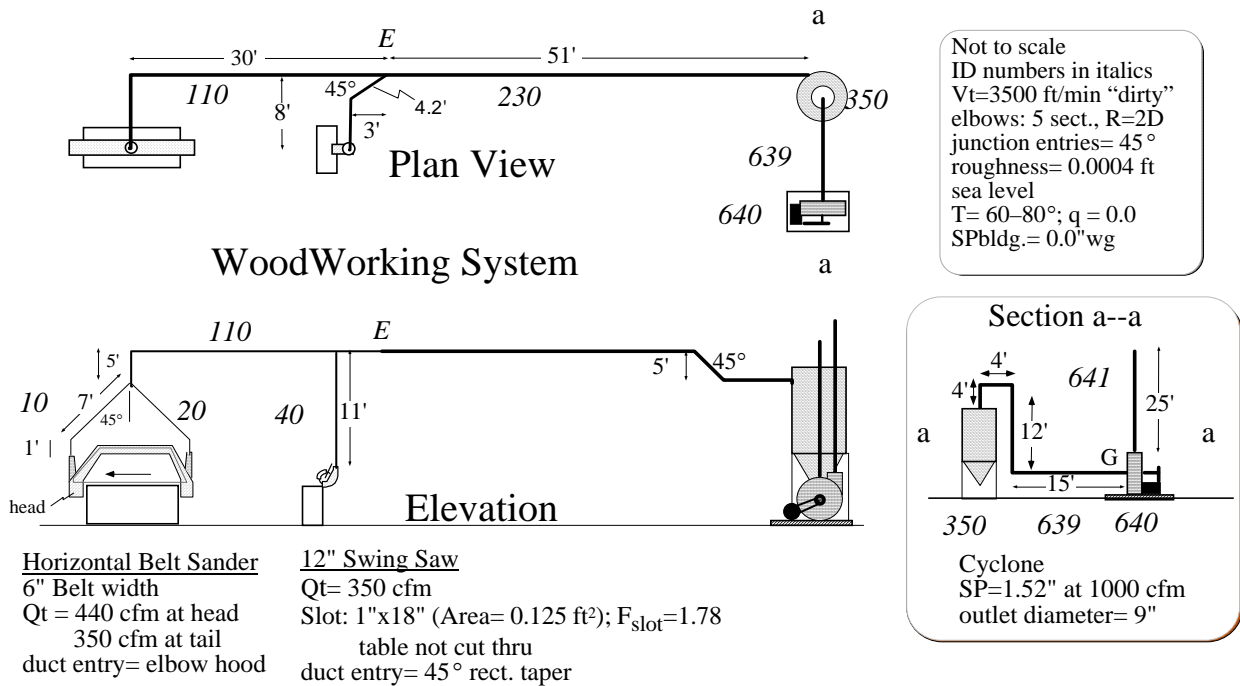 a
E
30'
51'
110
8'
45°
4.2'
230
350
3'
Plan View
639
640
a
WoodWorking System
Not to scale
ID numbers in italics
Vt=3500 ft/min “dirty”
elbows: 5 sect., R=2D
junction entries= 45°
roughness= 0.0004 ft
sea level
T= 60–80°; q = 0.0
SPbldg.= 0.0"wg
110
E
5'
5'
45°
10
7'
45°
20
40
11'
1'
head
Elevation
Section a--a
4'
4'
641
25'
12'
a
a
G
15'
350
639
640
Cyclone
SP=1.52" at 1000 cfm
outlet diameter= 9"
Horizontal Belt Sander
6" Belt width
Qt = 440 cfm at head
350 cfm at tail
duct entry= elbow hood
12" Swing Saw
Qt= 350 cfm
Slot: 1"x18" (Area= 0.125 ft²); Fslot=1.78
table not cut thru
duct entry= 45° rect. taper